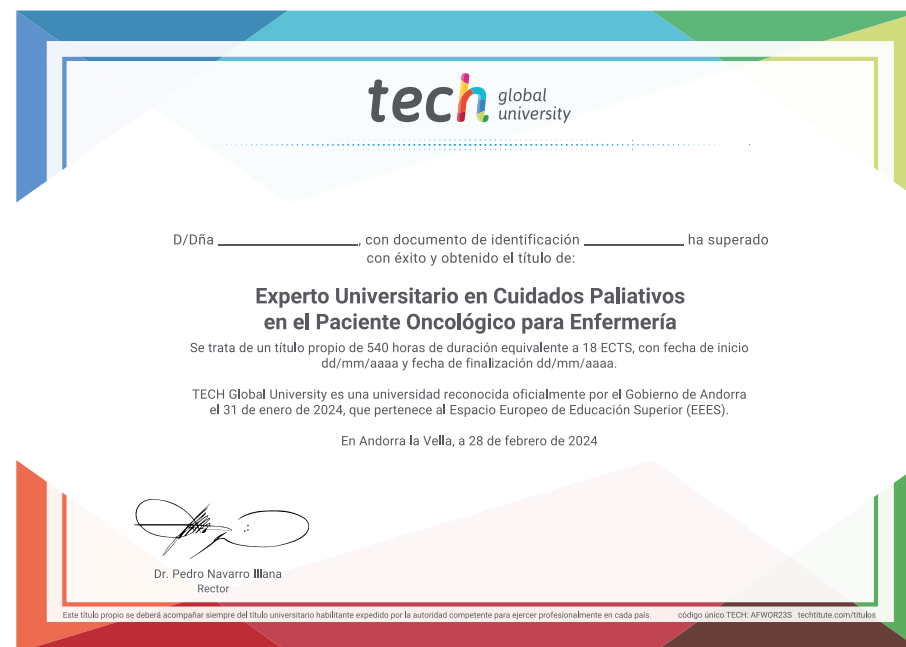 tech global
university
D/Dña ____________________, con documento de identificación ______________ ha superado
con éxito y obtenido el título de:
Experto Universitario en Cuidados Paliativos
en el Paciente Oncológico para Enfermería
Se trata de un título propio de 540 horas de duración equivalente a 18 ECTS, con fecha de inicio
dd/mm/aaaa y fecha de finalización dd/mm/aaaa.
TECH Global University es una universidad reconocida oficialmente por el Gobierno de Andorra
el 31 de enero de 2024, que pertenece al Espacio Europeo de Educación Superior (EEES).
En Andorra la Vella, a 28 de febrero de 2024
Dr. Pedro Navarro Illana
Rector
Este título propio se deberá acompañar siempre del título universitario habilitante expedido por la autoridad competente para ejercer profesionalmente en cada país. código único TECH: AFWOR23S techtitute.com/titulos